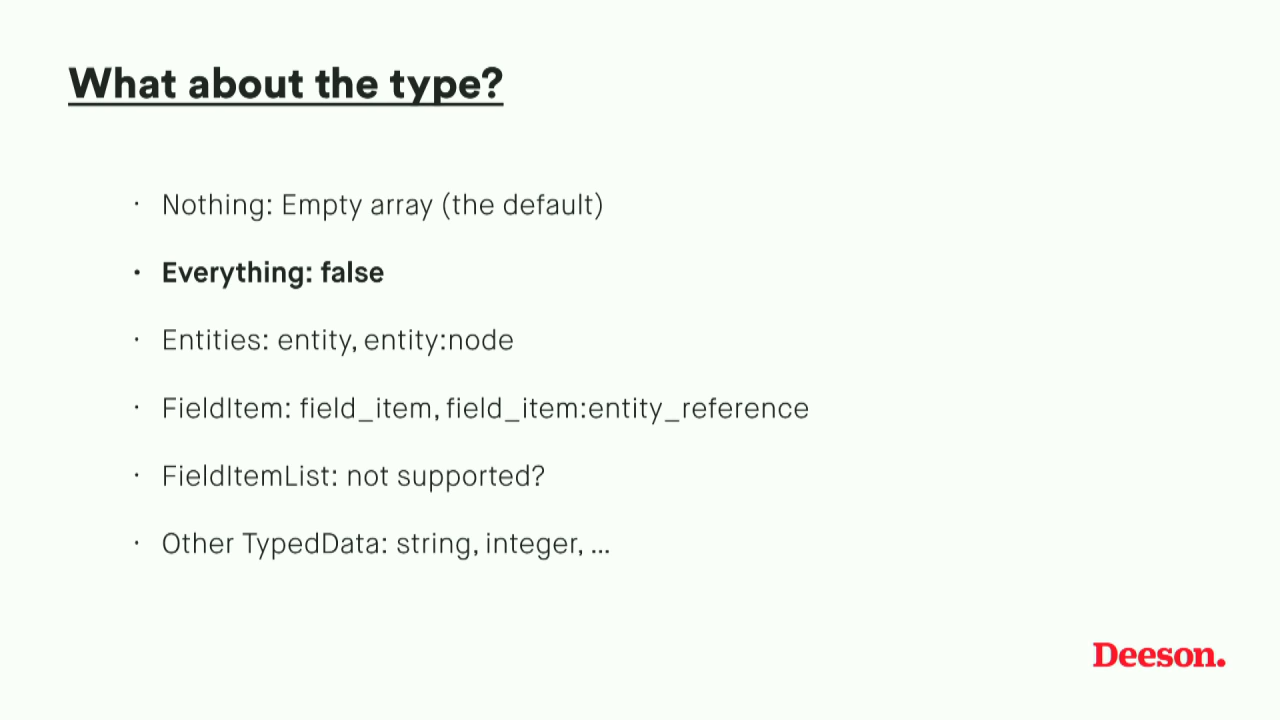 What about the type?
· Nothing: Empty array (the default)
· Everything: false
· Entities: entity, entity:node
· FieldItem: field_item, field_item:entity_reference
· FieldItemList: not supported?
· Other TypedData: string, integer, ...
Deeson.